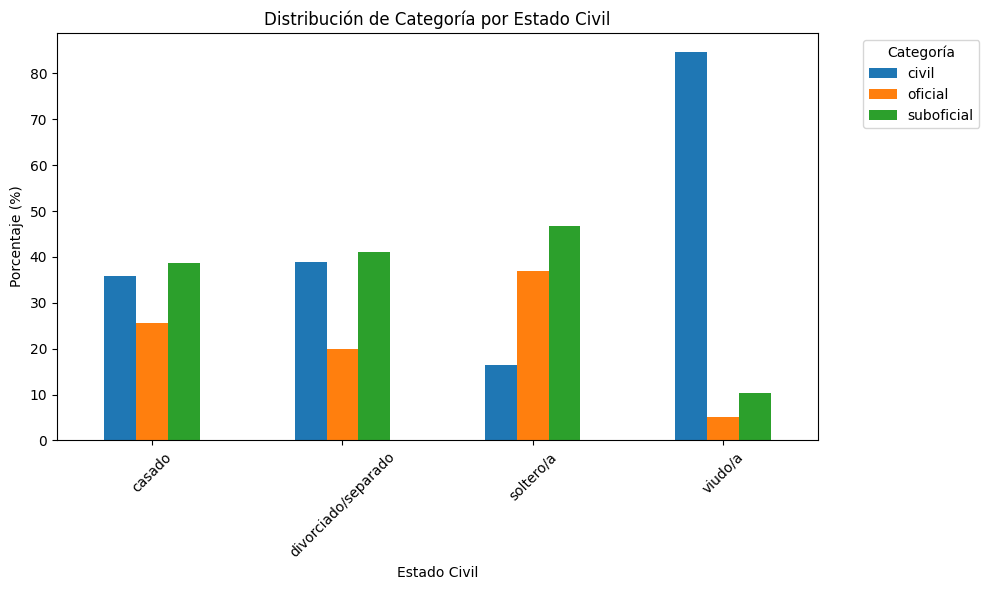 Distribución de Categoría por Estado Civil
Categoría
civil
oficial
suboficial
Porcentaje (%)
80
70
60
50
40
30
20
10
0
casado
divorciado/separado
soltero/a
viudo/a
Estado Civil